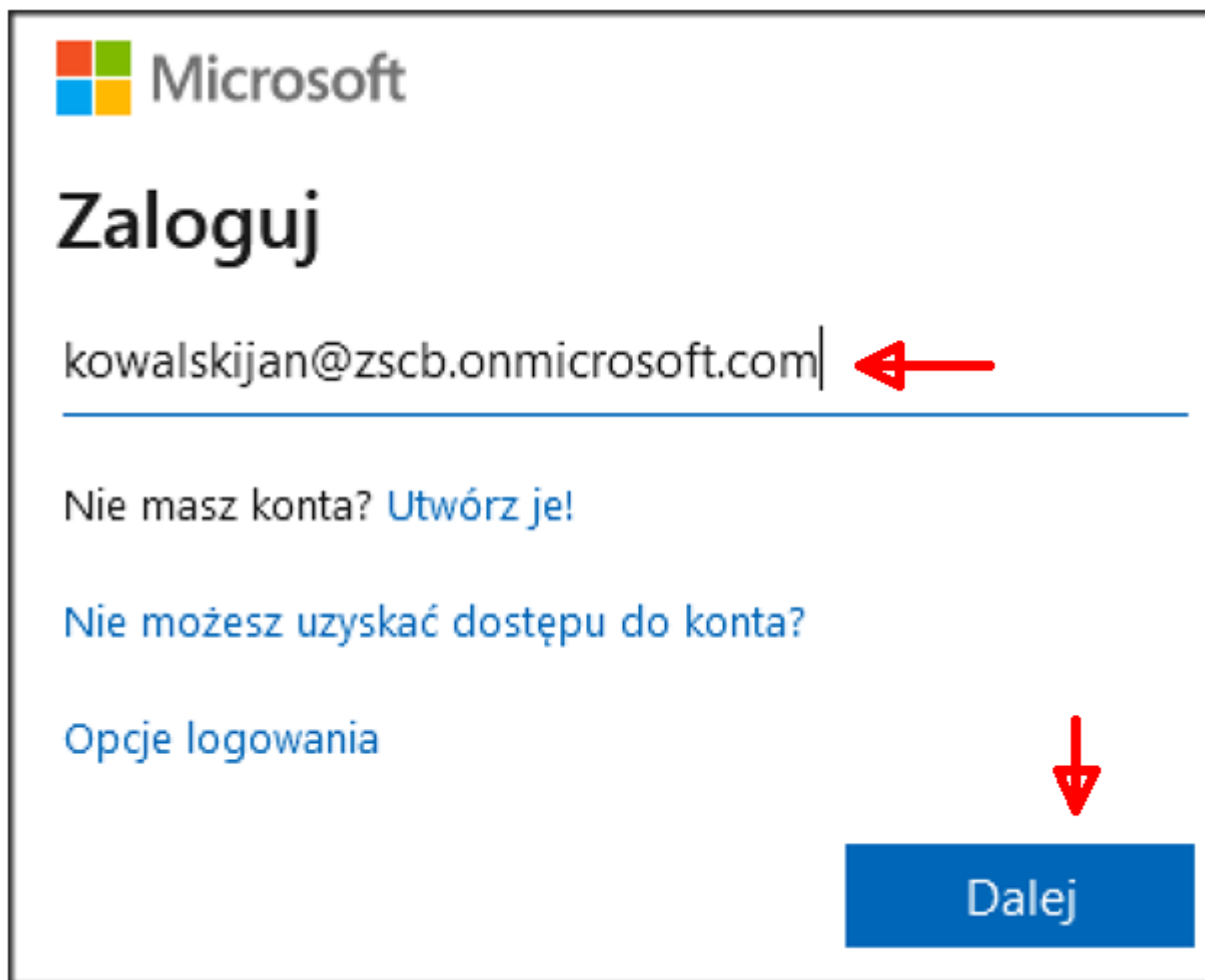 Microsoft
Zaloguj
kowalskijan@zscb.onmicrosoft.com
Nie masz konta? Utwórz je!
Nie możesz uzyskać dostępu do konta?
Opcje logowania
Dalej